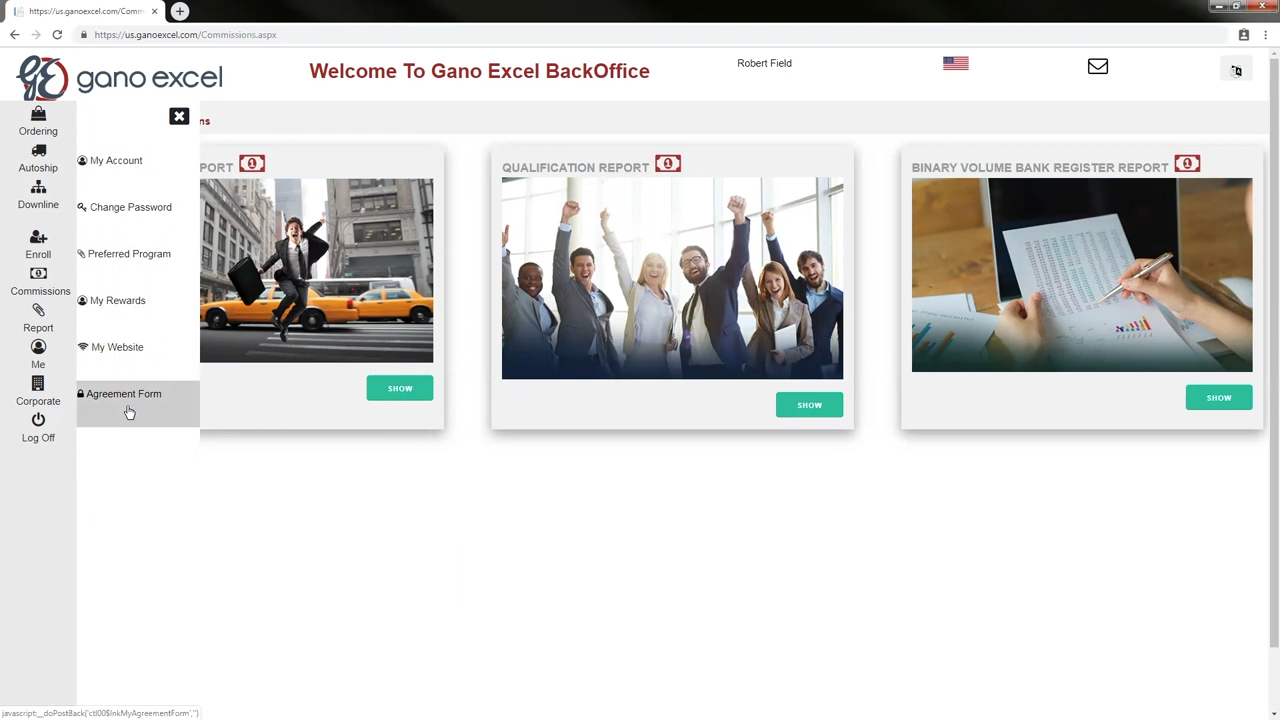 https://us.ganoexcel.com/Comm
https://us.ganoexcel.com/Commissions.aspx
gano excel
Welcome To Gano Excel BackOffice
Robert Field
Ordering
Autoship
Downline
Enroll
Commissions
Report
Me
Corporate
Log Off
My Account
Change Password
Preferred Program
My Rewards
My Website
Agreement Form
ns
PORT
SHOW
QUALIFICATION REPORT
SHOW
BINARY VOLUME BANK REGISTER REPORT
SHOW
javascript:__doPostBack('ctl00$lnkMyAgreementForm','')